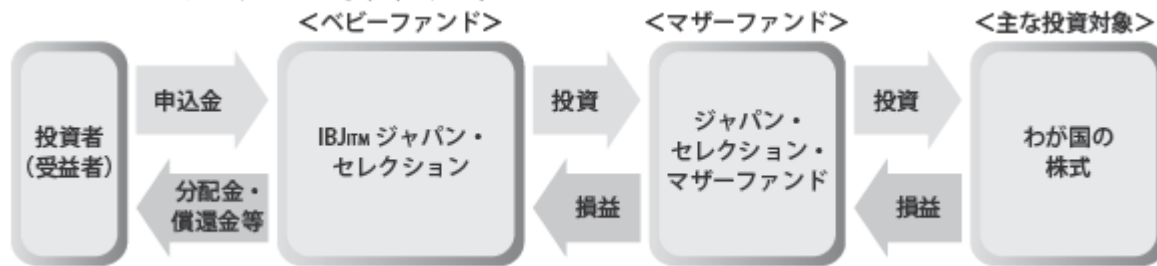 <ベビーファンド>
<マザーファンド>
<主な投資対象>
投資者
(受益者)
申込金
分配金・
償還金等
IBJITM ジャパン・
セレクション
投資
損益
ジャパン・
セレクション・
マザーファンド
投資
損益
わが国の
株式